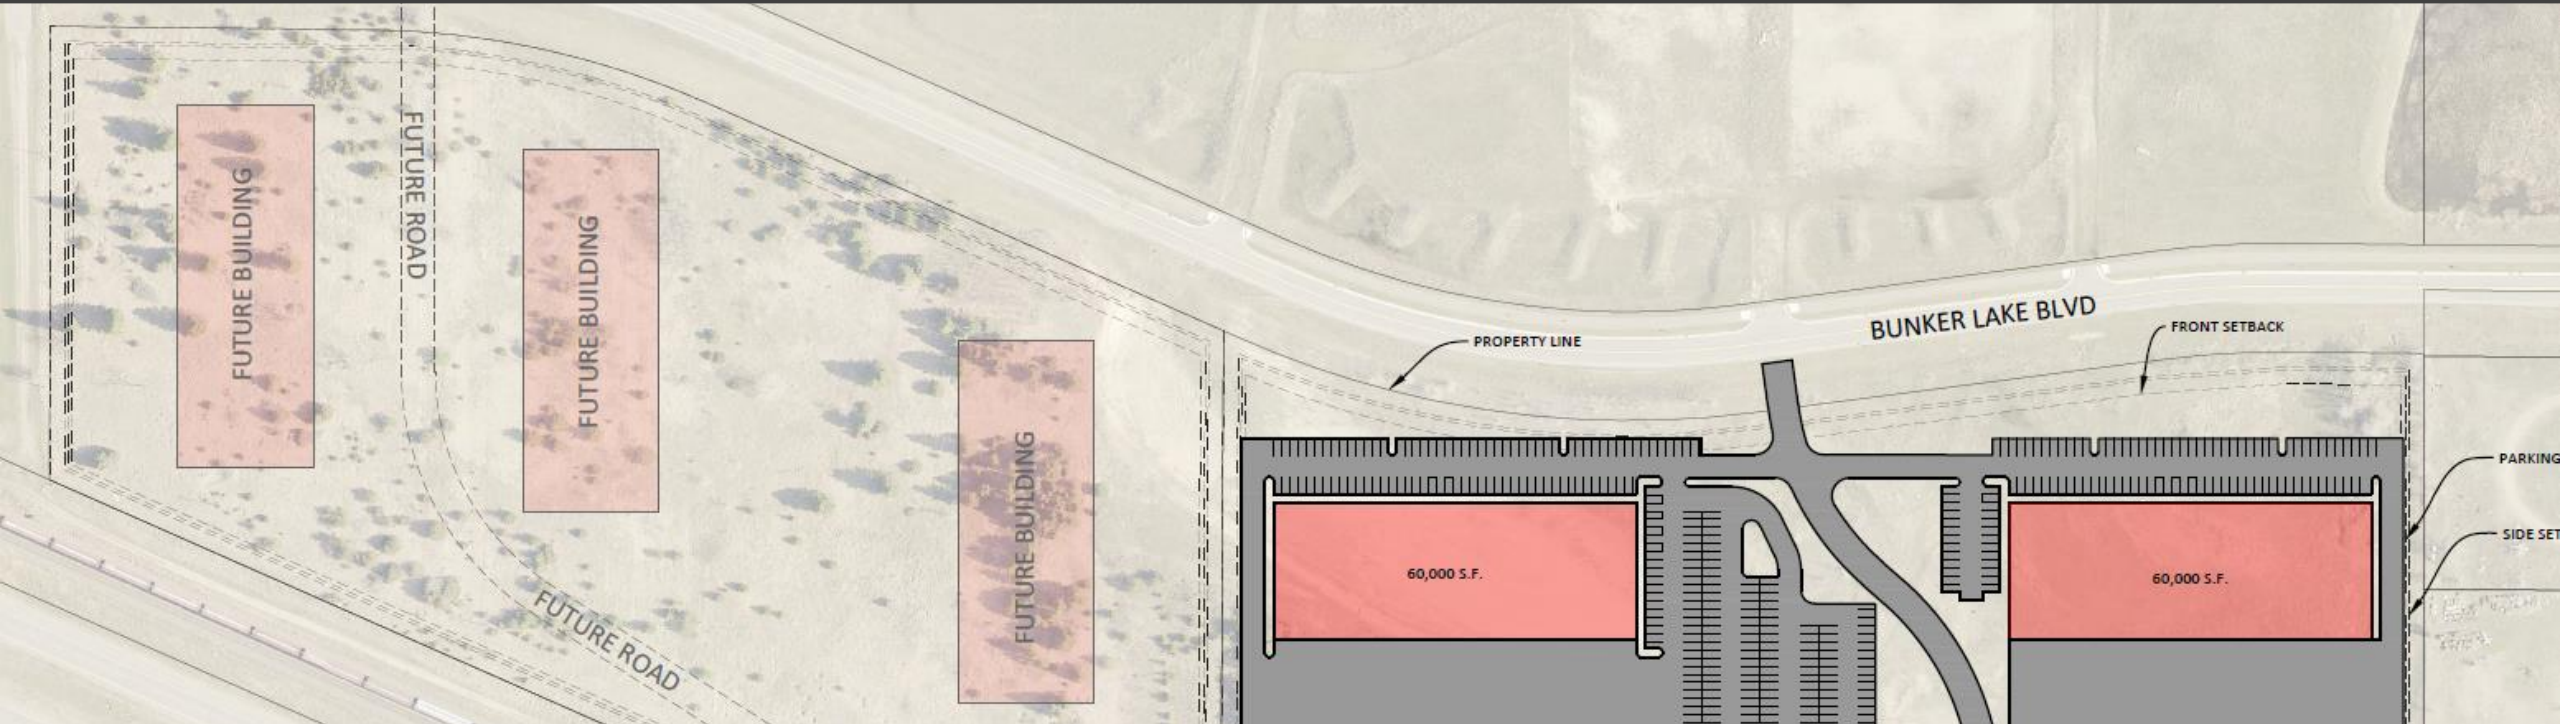 FUTURE BUILDING
FUTURE ROAD
FUTURE BUILDING
FUTURE BUILDING
FUTURE ROAD
PROPERTY LINE
BUNKER LAKE BLVD
FRONT SETBACK
PARKING
SIDE SET
60,000 S.F.
60,000 S.F.